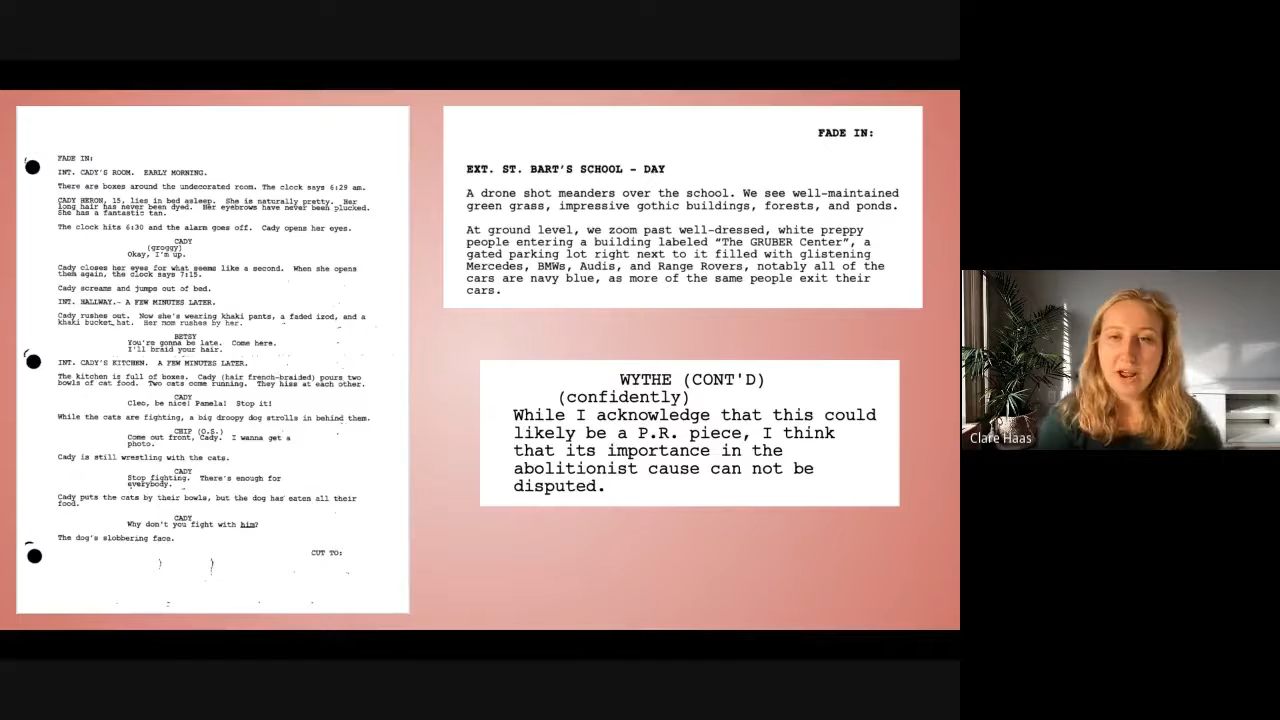 FADE IN:
INT. CADY'S ROOM. EARLY MORNING.
There are boxes around the undecorated room. The clock says 6:29 am.
CADY HERON, 15, lies in bed asleep. She is naturally pretty. Her
long hair has never been dyed. Her eyebrows have never been plucked.
She has a fantastic tan.
The clock hits 6:30 and the alarm goes off. Cady opens her eyes.
CADY
(groggy)
Okay, I'm up.
Cady closes her eyes for what seems like a second. When she opens
them again, the clock says 7:15.
Cady screams and jumps out of bed.
INT. HALLWAY.- A FEW MINUTES LATER.
Cady rushes out. Now she's wearing khaki pants, a faded izod, and a
khaki bucket hat. Her mom rushes by her.
BETSY
You're gonna be late. Come here.
I'll braid your hair.
INT. CADY'S KITCHEN. A FEW MINUTES LATER.
The kitchen is full of boxes. Cady (hair french-braided) pours two
bowls of cat food. Two cats come running. They hiss at each other.
CADY
Cleo, be nice! Pamela! Stop it!
While the cats are fighting, a big droopy dog strolls in behind them.
CHIP (O.S.)
Come out front, Cady. I wanna get a
photo.
Cady is still wrestling with the cats.
CADY
Stop fighting. There's enough for
everybody.
Cady puts the cats by their bowls, but the dog has eaten all their
food.
CADY
Why don't you fight with him?
The dog's slobbering face.
CUT TO:
FADE IN:
EXT. ST. BART'S SCHOOL - DAY
A drone shot meanders over the school. We see well-maintained
green grass, impressive gothic buildings, forests, and ponds.
At ground level, we zoom past well-dressed, white preppy
people entering a building labeled “The GRUBER Center”, a
gated parking lot right next to it filled with glistening
Mercedes, BMWs, Audis, and Range Rovers, notably all of the
cars are navy blue, as more of the same people exit their
cars.
WYTHE (CONT'D)
(confidently)
While I acknowledge that this could
likely be a P.R. piece, I think
that its importance in the
abolitionist cause can not be
disputed.
Clare Haas